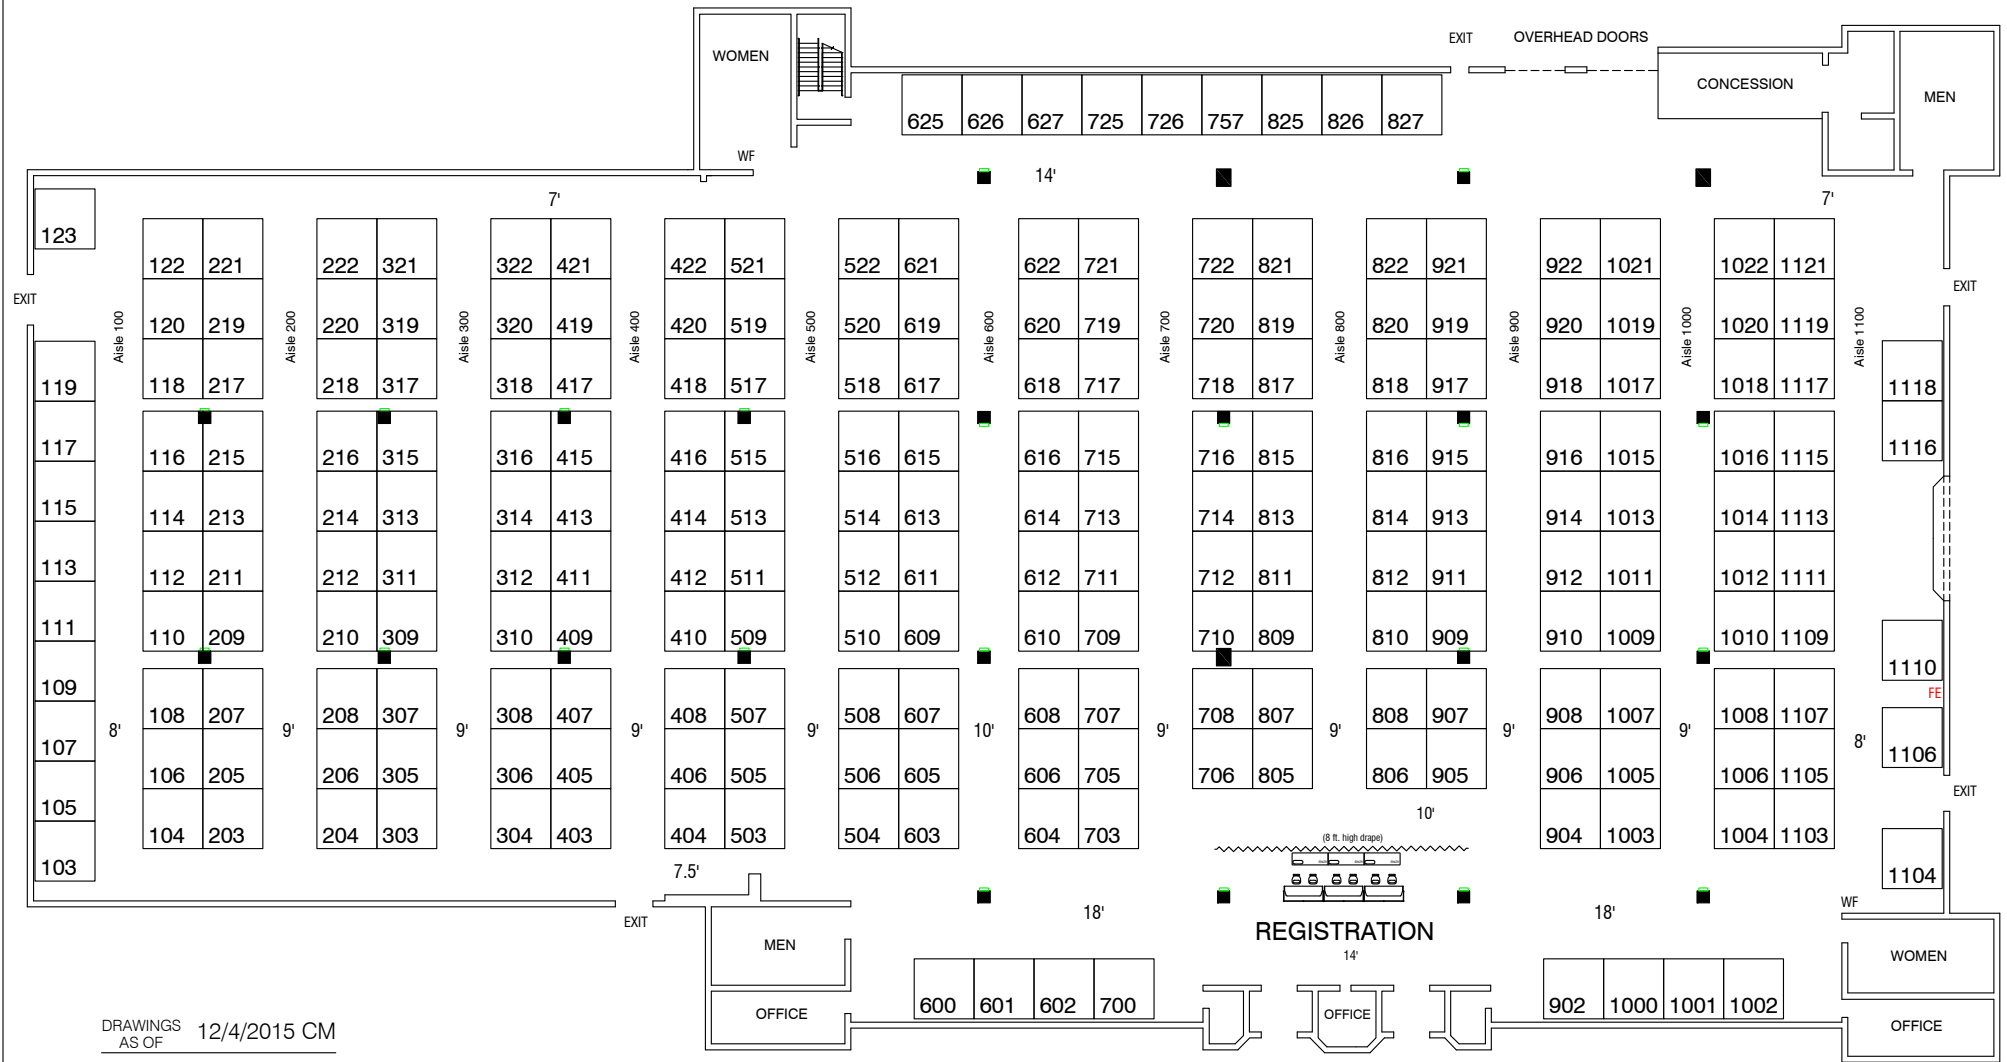 EXIT OVERHEAD DOORS
WOMEN
CONCESSION
MEN
625 626 627 725 726 757 825 826 827
WF
14'
7' 7'
123
122 221 222 321 322 421 422 521 522 621 622 721 722 821 822 921 922 1021 1022 1121
EXIT EXIT
120 219 220 319 320 419 420 519 520 619 620 719 720 819 820 919 920 1019 1020 1119
Aisle 100 Aisle 200 Aisle 300 Aisle 400 Aisle 500 Aisle 600 Aisle 700 Aisle 800 Aisle 900 Aisle 1000 Aisle 1100
119 118 217 218 317 318 417 418 517 518 617 618 717 718 817 818 917 918 1017 1018 1117 1118
117 116 215 216 315 316 415 416 515 516 615 616 715 716 815 816 915 916 1015 1016 1115 1116
115 114 213 214 313 314 413 414 513 514 613 614 713 714 813 814 913 914 1013 1014 1113
113 112 211 212 311 312 411 412 511 512 611 612 711 712 811 812 911 912 1011 1012 1111
111 110 209 210 309 310 409 410 509 510 609 610 709 710 809 810 909 910 1009 1010 1109
109 1110
FE
108 207 208 307 308 407 408 507 508 607 608 707 708 807 808 907 908 1007 1008 1107
8' 9' 9' 9' 9' 10' 9' 9' 9' 9' 8'
107 1106
106 205 206 305 306 405 406 505 506 605 606 705 706 805 806 905 906 1005 1006 1105
EXIT
105
10'
104 203 204 303 304 403 404 503 504 603 604 703 904 1003 1004 1103
(8 ft. high drape)
103 1104
7.5'
WF
EXIT 18' 18'
REGISTRATION
MEN 14' WOMEN
600 601 602 700 902 1000 1001 1002
OFFICE OFFICE OFFICE
DRAWINGS
AS OF
12/4/2015 CM